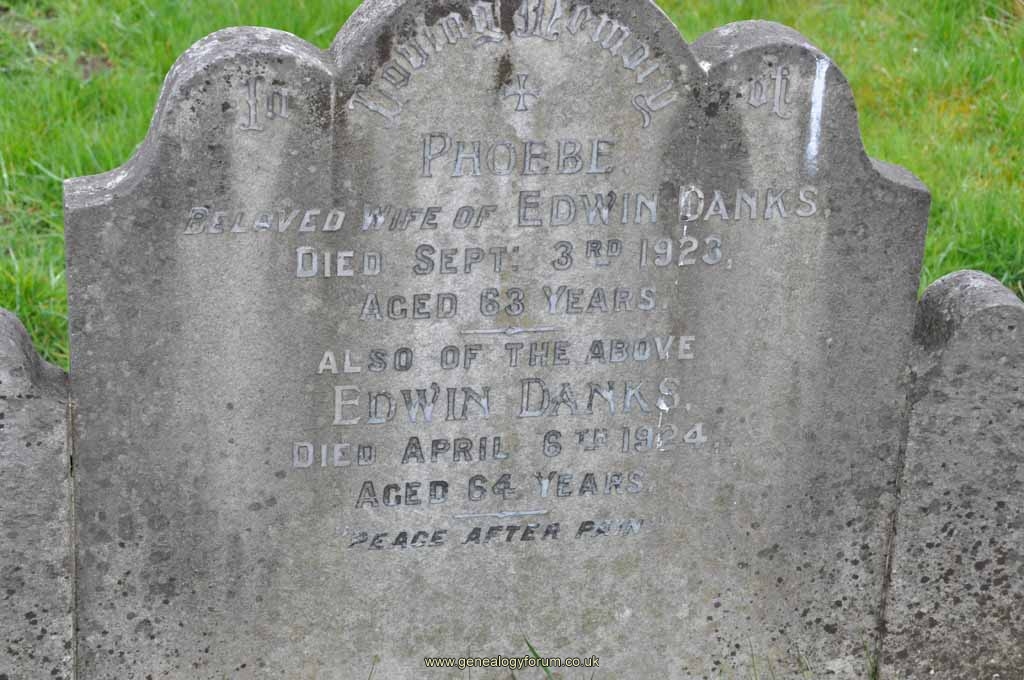 In Loving Memory of
PHOEBE
BELOVED WIFE OF EDWIN DANKS.
DIED SEPT: 3RD 1923,
AGED 63 YEARS.
ALSO OF THE ABOVE
EDWIN DANKS.
DIED APRIL 6TH 1924,
AGED 64 YEARS
"PEACE AFTER PAIN"
www.genealogyforum.co.uk